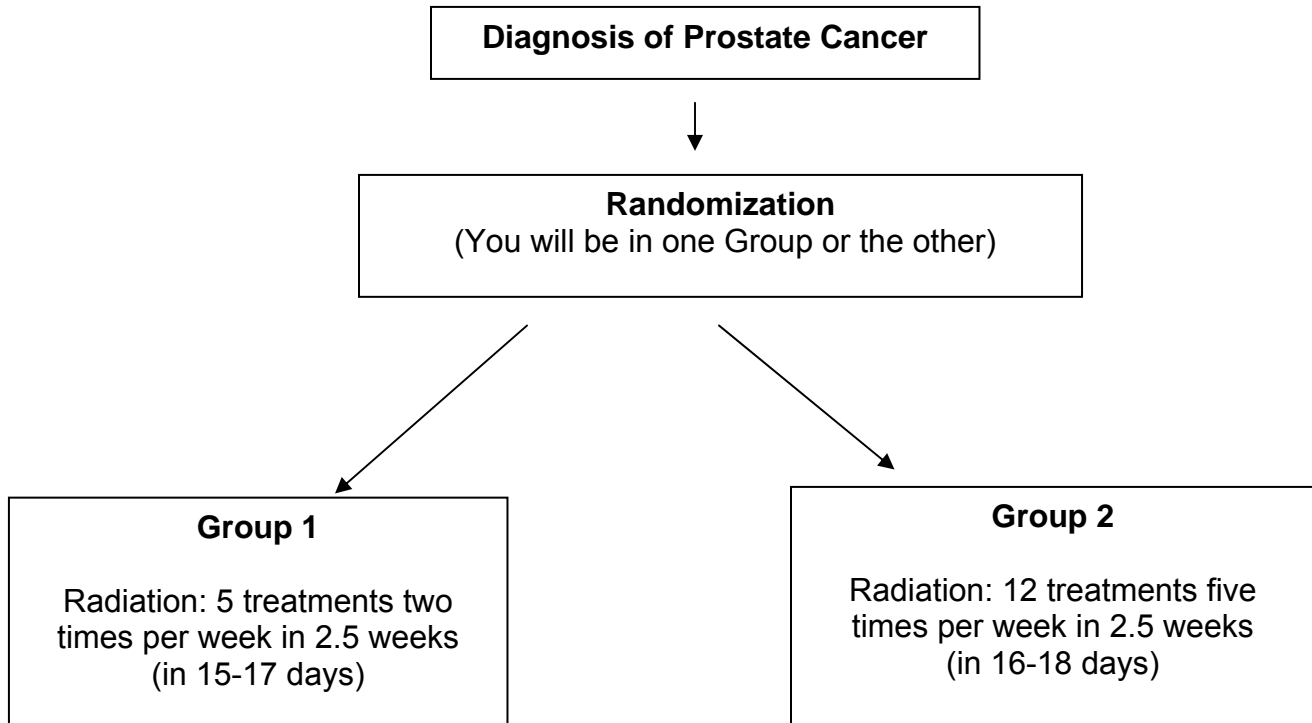 Diagnosis of Prostate Cancer
Randomization
(You will be in one Group or the other)
Group 1
Radiation: 5 treatments two
times per week in 2.5 weeks
(in 15-17 days)
Group 2
Radiation: 12 treatments five
times per week in 2.5 weeks
(in 16-18 days)